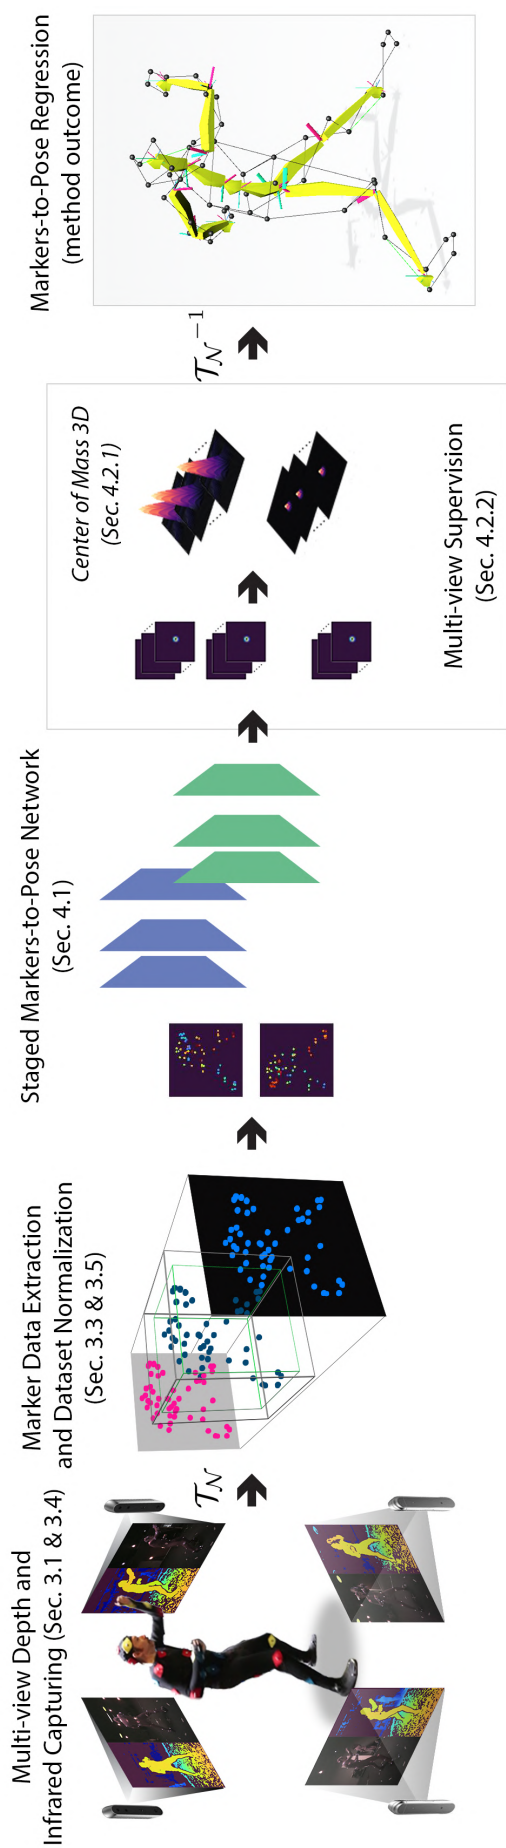 Multi-view Depth and
Infrared Capturing (Sec. 3.1 & 3.4)
𝒯𝒩
Marker Data Extraction
and Dataset Normalization
(Sec. 3.3 & 3.5)
Staged Markers-to-Pose Network
(Sec. 4.1)
Center of Mass 3D
(Sec. 4.2.1)
Multi-view Supervision
(Sec. 4.2.2)
𝒯𝒩⁻¹
Markers-to-Pose Regression
(method outcome)